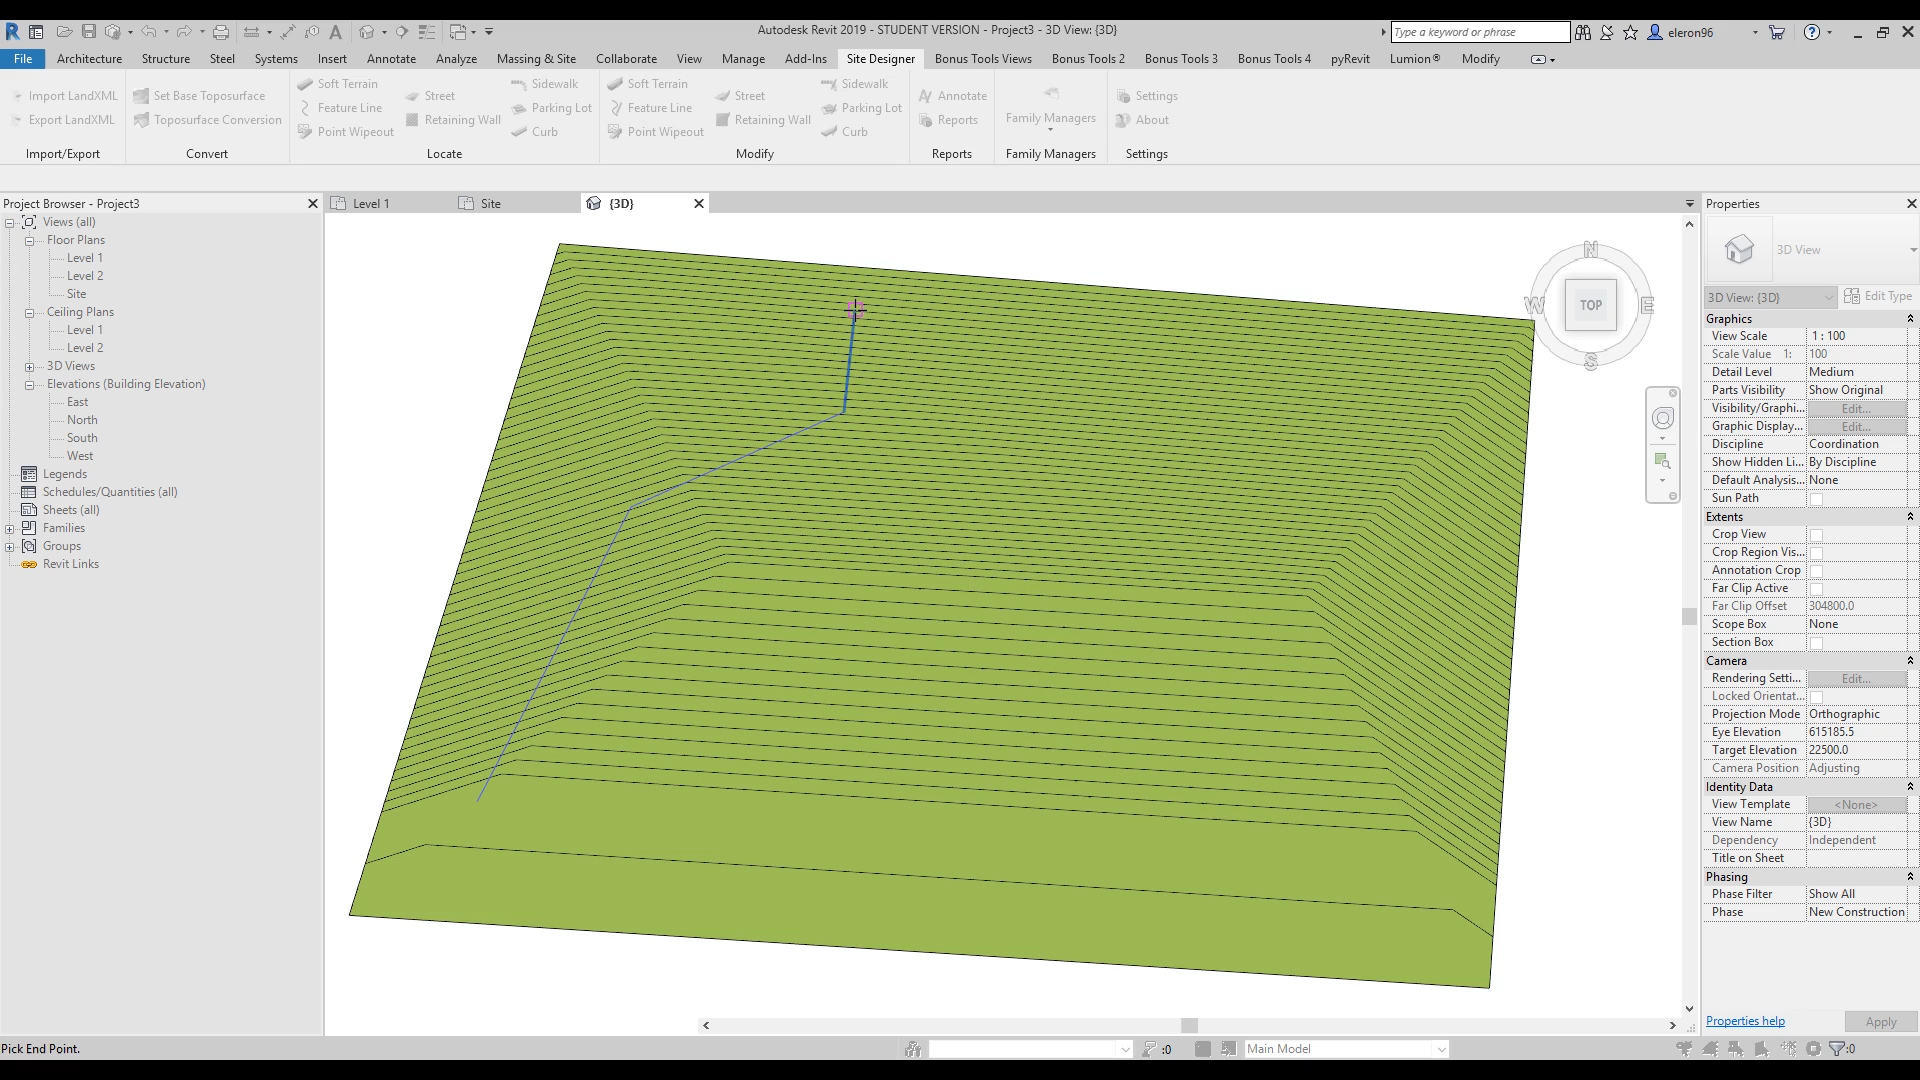 Autodesk Revit 2019 - STUDENT VERSION - Project3 - 3D View: {3D}
Type a keyword or phrase
eleron96
File Architecture Structure Steel Systems Insert Annotate Analyze Massing & Site Collaborate View Manage Add-Ins Site Designer Bonus Tools Views Bonus Tools 2 Bonus Tools 3 Bonus Tools 4 pyRevit Lumion® Modify
Import LandXML
Export LandXML
Import/Export
Set Base Toposurface
Toposurface Conversion
Convert
Soft Terrain
Feature Line
Point Wipeout
Street
Retaining Wall
Sidewalk
Parking Lot
Curb
Locate
Soft Terrain
Feature Line
Point Wipeout
Street
Retaining Wall
Sidewalk
Parking Lot
Curb
Modify
Annotate
Reports
Reports
Family Managers
Family Managers
Settings
About
Settings
Project Browser - Project3
Views (all)
Floor Plans
Level 1
Level 2
Site
Ceiling Plans
Level 1
Level 2
3D Views
Elevations (Building Elevation)
East
North
South
West
Legends
Schedules/Quantities (all)
Sheets (all)
Families
Groups
Revit Links
Level 1
Site
{3D}
N
W
TOP
E
S
Properties
3D View
3D View: {3D}
Edit Type
Graphics
View Scale 1 : 100
Scale Value 1: 100
Detail Level Medium
Parts Visibility Show Original
Visibility/Graphi... Edit...
Graphic Display... Edit...
Discipline Coordination
Show Hidden Li... By Discipline
Default Analysis... None
Sun Path
Extents
Crop View
Crop Region Vis...
Annotation Crop
Far Clip Active
Far Clip Offset 304800.0
Scope Box None
Section Box
Camera
Rendering Setti... Edit...
Locked Orientat...
Projection Mode Orthographic
Eye Elevation 615185.5
Target Elevation 22500.0
Camera Position Adjusting
Identity Data
View Template <None>
View Name {3D}
Dependency Independent
Title on Sheet
Phasing
Phase Filter Show All
Phase New Construction
Properties help
Apply
Pick End Point.
:0
Main Model
:0